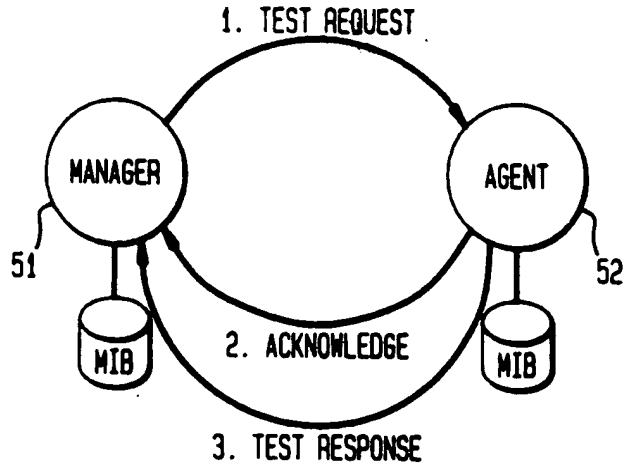 1. TEST REQUEST
MANAGER
AGENT
51
52
MIB
MIB
2. ACKNOWLEDGE
3. TEST RESPONSE